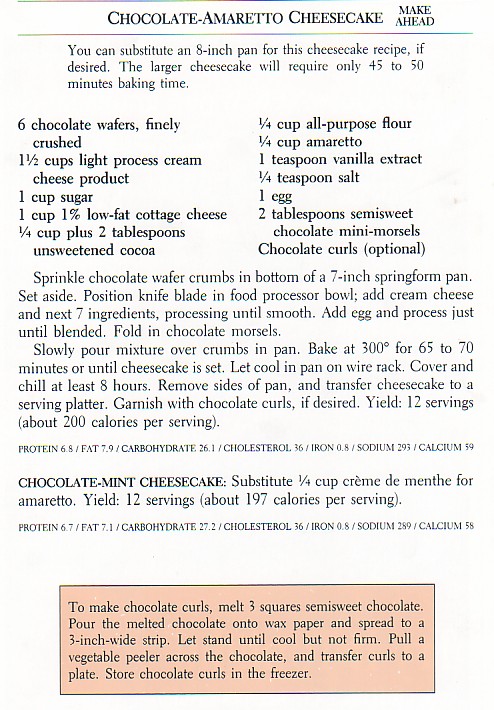 CHOCOLATE-AMARETTO CHEESECAKE MAKE AHEAD
You can substitute an 8-inch pan for this cheesecake recipe, if
desired. The larger cheesecake will require only 45 to 50
minutes baking time.
6 chocolate wafers, finely
crushed
1½ cups light process cream
cheese product
1 cup sugar
1 cup 1% low-fat cottage cheese
¼ cup plus 2 tablespoons
unsweetened cocoa
¼ cup all-purpose flour
¼ cup amaretto
1 teaspoon vanilla extract
¼ teaspoon salt
1 egg
2 tablespoons semisweet
chocolate mini-morsels
Chocolate curls (optional)
Sprinkle chocolate wafer crumbs in bottom of a 7-inch springform pan.
Set aside. Position knife blade in food processor bowl; add cream cheese
and next 7 ingredients, processing until smooth. Add egg and process just
until blended. Fold in chocolate morsels.
Slowly pour mixture over crumbs in pan. Bake at 300° for 65 to 70
minutes or until cheesecake is set. Let cool in pan on wire rack. Cover and
chill at least 8 hours. Remove sides of pan, and transfer cheesecake to a
serving platter. Garnish with chocolate curls, if desired. Yield: 12 servings
(about 200 calories per serving).
PROTEIN 6.8 / FAT 7.9 / CARBOHYDRATE 26.1 / CHOLESTEROL 36 / IRON 0.8 / SODIUM 293 / CALCIUM 59
CHOCOLATE-MINT CHEESECAKE: Substitute ¼ cup crème de menthe for
amaretto. Yield: 12 servings (about 197 calories per serving).
PROTEIN 6.7 / FAT 7.1 / CARBOHYDRATE 27.2 / CHOLESTEROL 36 / IRON 0.8 / SODIUM 289 / CALCIUM 58
To make chocolate curls, melt 3 squares semisweet chocolate.
Pour the melted chocolate onto wax paper and spread to a
3-inch-wide strip. Let stand until cool but not firm. Pull a
vegetable peeler across the chocolate, and transfer curls to a
plate. Store chocolate curls in the freezer.